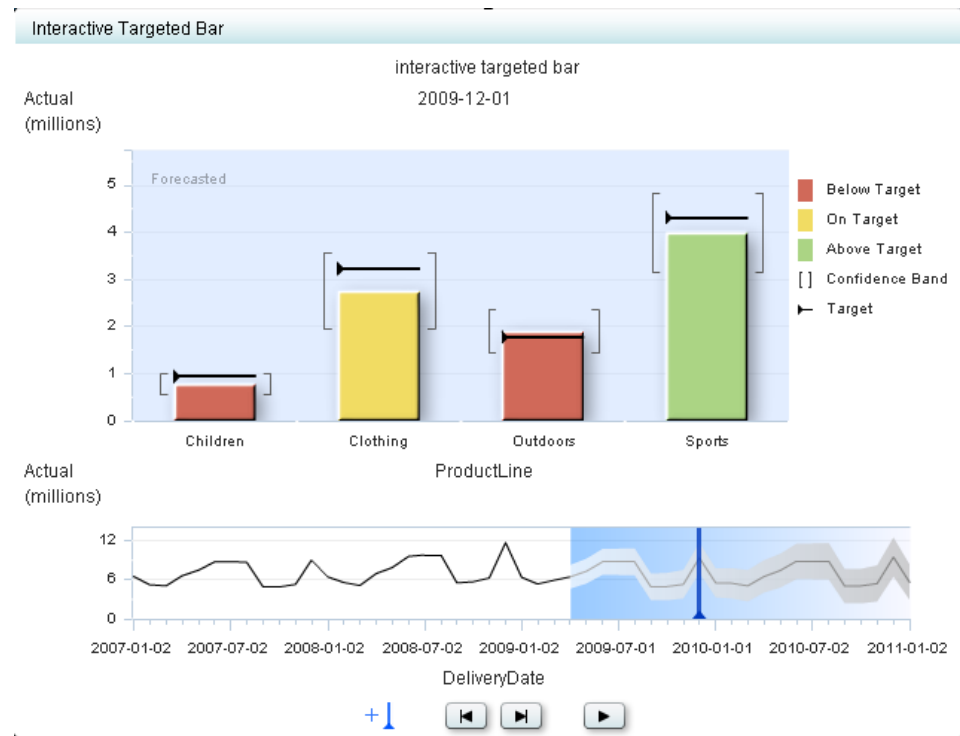 Interactive Targeted Bar
interactive targeted bar
Actual
(millions)
2009-12-01
Forecasted
5
4
3
2
1
0
Children Clothing Outdoors Sports
ProductLine
Below Target
On Target
Above Target
[ ] Confidence Band
Target
Actual
(millions)
12
6
0
2007-01-02 2007-07-02 2008-01-02 2008-07-02 2009-01-02 2009-07-01 2010-01-01 2010-07-02 2011-01-02
DeliveryDate